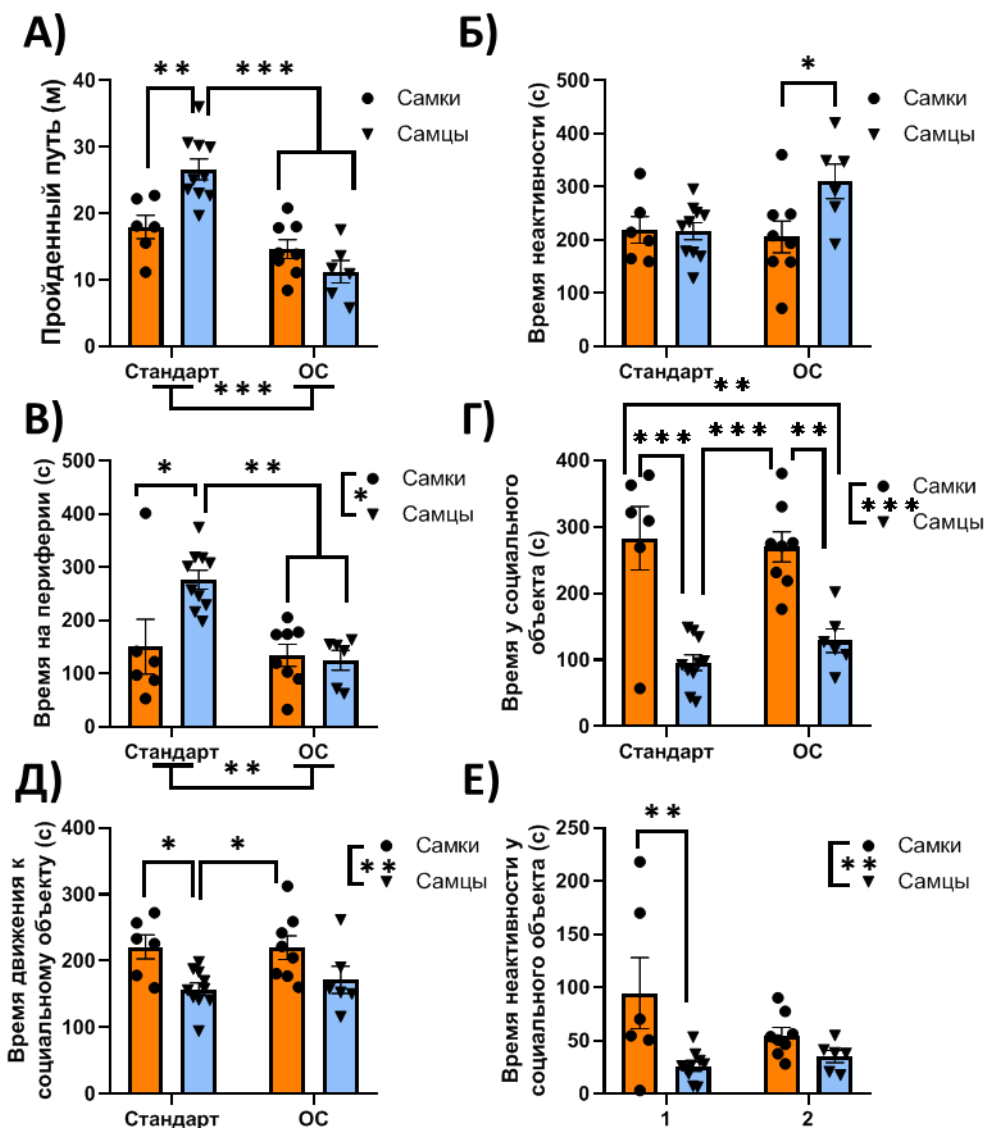 А)
Пройденный путь (м)
40
30
20
10
0
** ***
Самки
Самцы
Стандарт ОС
***
Б)
Время неактивности (с)
500
400
300
200
100
0
*
Самки
Самцы
Стандарт ОС
В)
Время на периферии (с)
500
400
300
200
100
0
* **
Самки
*
Самцы
Стандарт ОС
**
Г)
Время у социального
объекта (с)
400
300
200
100
0
**
*** *** **
Самки
***
Самцы
Стандарт ОС
Д)
Время движения к
социальному объекту (с)
400
300
200
100
0
* *
Самки
**
Самцы
Стандарт ОС
Е)
Время неактивности у
социального объекта (с)
250
200
150
100
50
0
**
Самки
**
Самцы
1 2